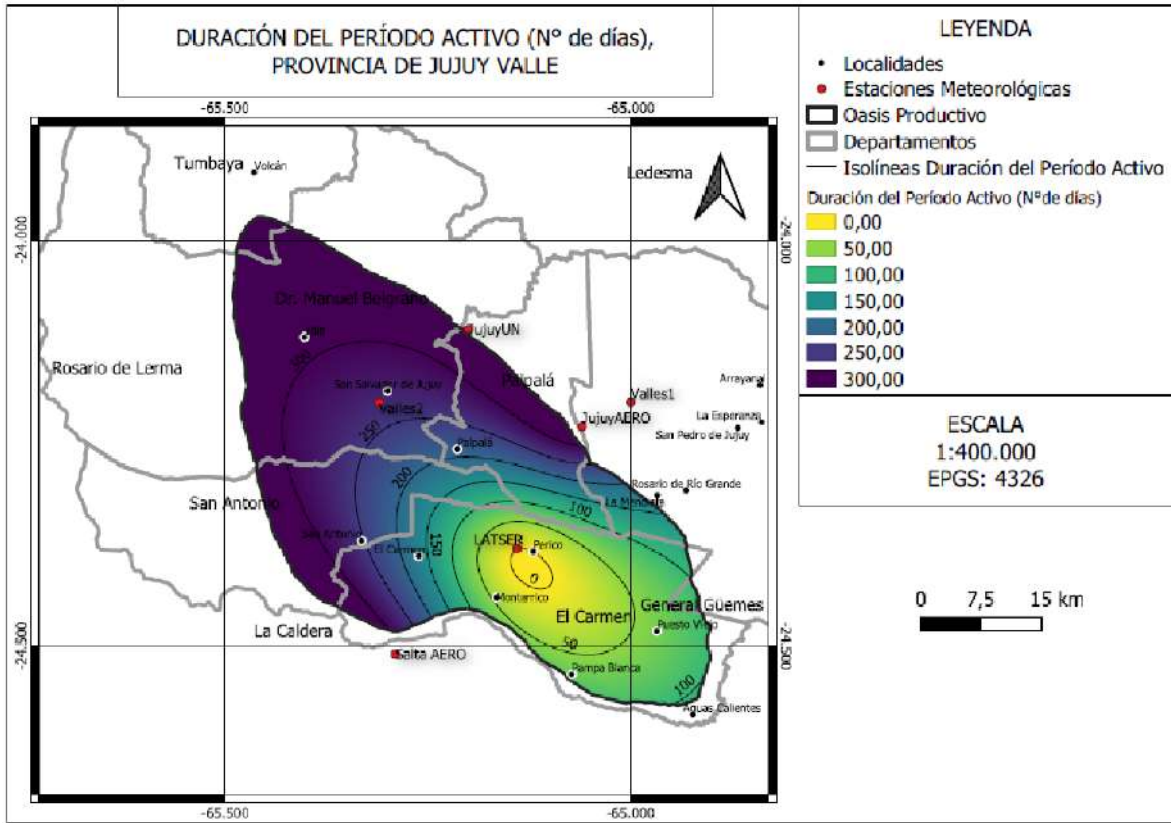 DURACIÓN DEL PERÍODO ACTIVO (N° de días),
PROVINCIA DE JUJUY VALLE
LEYENDA
Localidades
Estaciones Meteorológicas
Oasis Productivo
Departamentos
Isolíneas Duración del Período Activo
Duración del Período Activo (N°de días)
0,00
50,00
100,00
150,00
200,00
250,00
300,00
ESCALA
1:400.000
EPGS: 4326
0 7,5 15 km
-65.500 -65.000
-24.000 -24.000
-24.500 -24.500
-65.500 -65.000
Tumbaya
Volcán
Ledesma
Dr. Manuel Belgrano
JujuyUN
300
Rosario de Lerma
Palpalá
Arrayanal
San Salvador de Jujuy
Valles2
Valles1
La Esperanza
JujuyAERO
San Pedro de Jujuy
250
Palpalá
200
Rosario de Río Grande
San Antonio
100
La Mendieta
San Antonio
El Carmen
150
LATSER
Perico
0
Monterrico
El Carmen
General Güemes
La Caldera
Puesto Viejo
50
Salta AERO
Pampa Blanca
100
Aguas Calientes